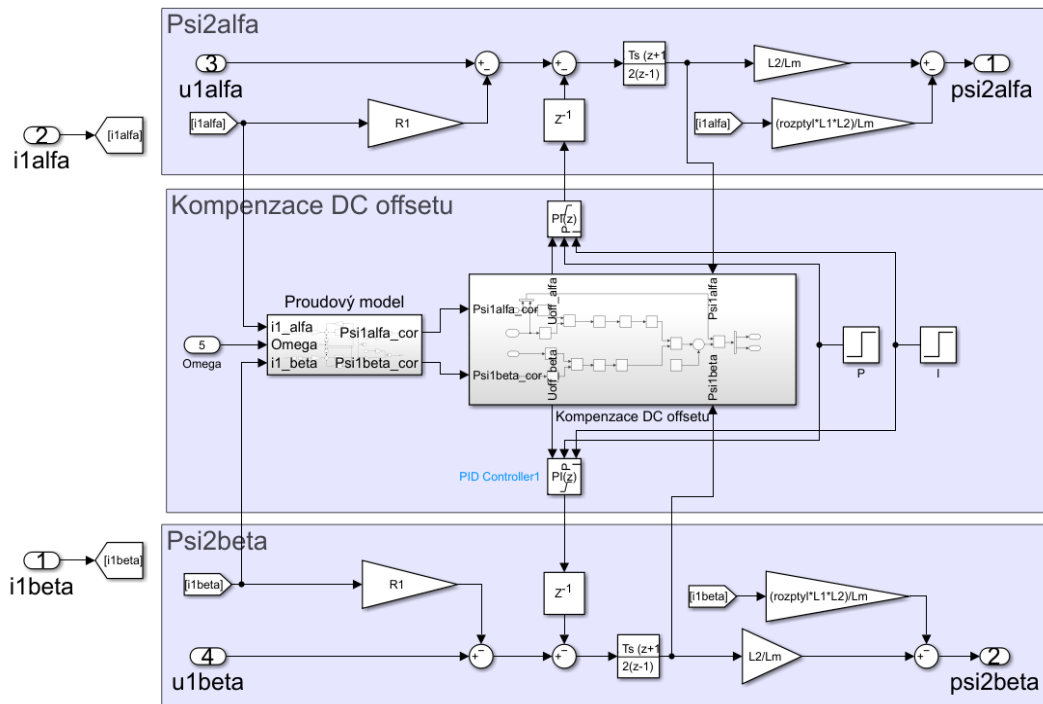 Psi2alfa
3
u1alfa
+
−
+
−
Ts (z+1
2(z-1)
L2/Lm
+
−
1
psi2alfa
[i1alfa]
R1
Z-1
[i1alfa]
(rozptyl*L1*L2)/Lm
2
i1alfa
[i1alfa]
Kompenzace DC offsetu
PI(z)
P
I
Proudový model
i1_alfa
Omega
i1_beta
Psi1alfa_cor
Psi1beta_cor
5
Omega
Psi1alfa_cor
Psi1beta_cor
Uoff_alfa
Uoff_beta
Psi1alfa
Psi1beta
Kompenzace DC offsetu
P
I
PID Controller1
PI(z)
P
I
Psi2beta
1
i1beta
[i1beta]
[i1beta]
R1
Z-1
[i1beta]
(rozptyl*L1*L2)/Lm
4
u1beta
+
−
+
−
Ts (z+1
2(z-1)
L2/Lm
+
−
2
psi2beta